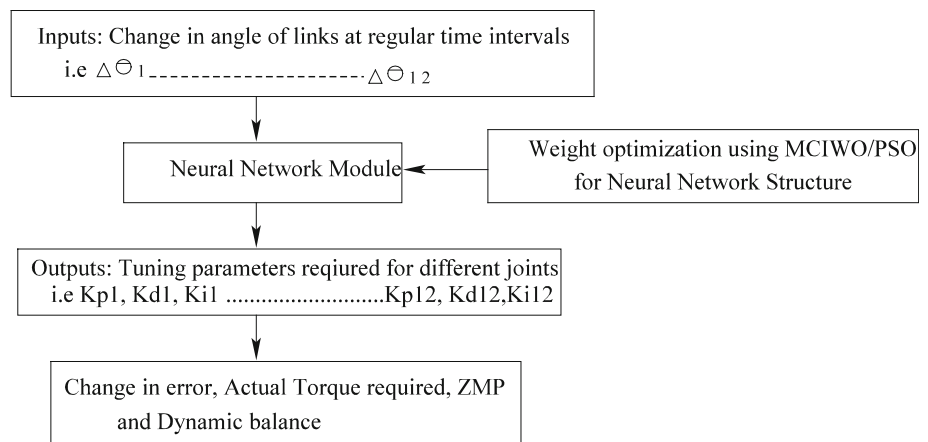 Inputs: Change in angle of links at regular time intervals
i.e △Θ1-----------------------△Θ12
Neural Network Module
Weight optimization using MCIWO/PSO
for Neural Network Structure
Outputs: Tuning parameters reqiured for different joints
i.e Kp1, Kd1, Ki1 ............................Kp12, Kd12,Ki12
Change in error, Actual Torque required, ZMP
and Dynamic balance